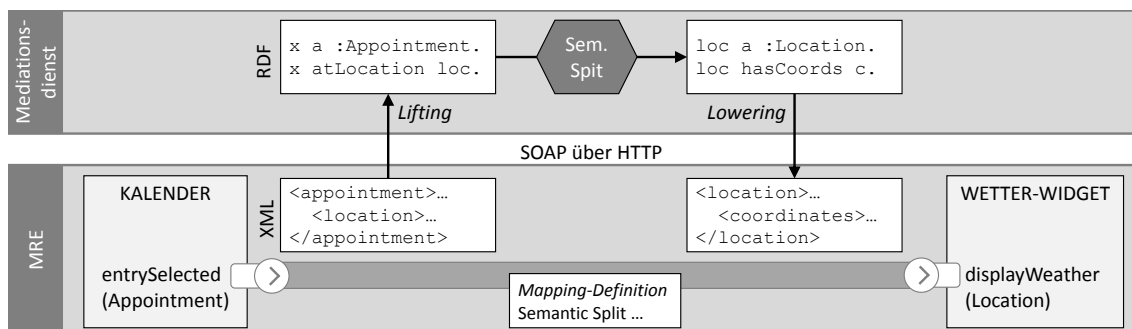 Mediations-
dienst
RDF
x a :Appointment.
x atLocation loc.
Sem.
Spit
loc a :Location.
loc hasCoords c.
Lifting
Lowering
SOAP über HTTP
MRE
KALENDER
entrySelected
(Appointment)
XML
<appointment>…
<location>…
</appointment>
<location>…
<coordinates>…
</location>
Mapping-Definition
Semantic Split …
WETTER-WIDGET
displayWeather
(Location)